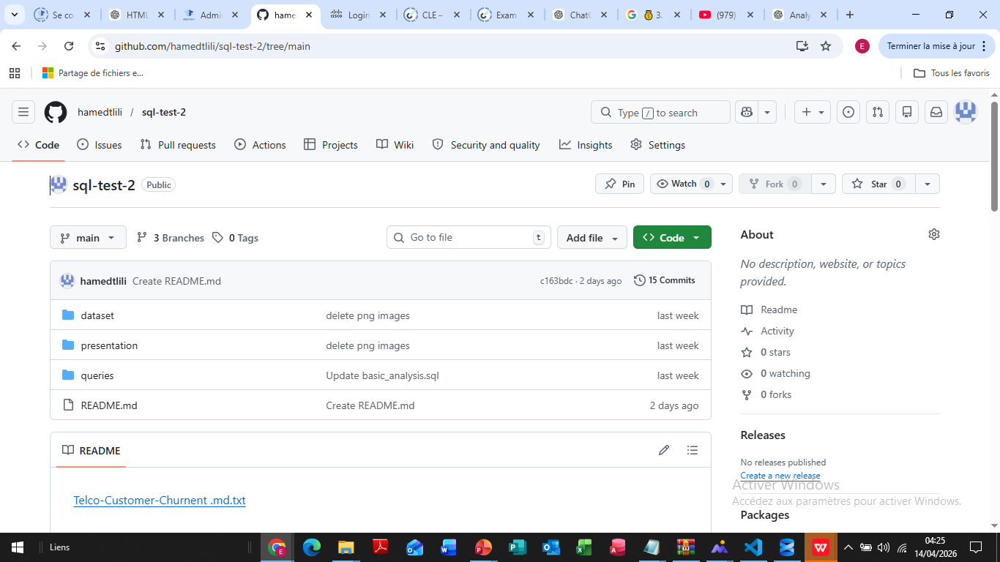 Se co
HTML
Admi
hame
Login
CLE –
Exam
ChatG
3.
(979)
Analy
github.com/hamedtlili/sql-test-2/tree/main
E
Terminer la mise à jour
Partage de fichiers e...
Tous les favoris
hamedtlili / sql-test-2
Type / to search
Code
Issues
Pull requests
Actions
Projects
Wiki
Security and quality
Insights
Settings
sql-test-2 Public
Pin
Watch 0
Fork 0
Star 0
main
3 Branches
0 Tags
Go to file t
Add file
Code
hamedtlili Create README.md c163bdc · 2 days ago 15 Commits
dataset delete png images last week
presentation delete png images last week
queries Update basic_analysis.sql last week
README.md Create README.md 2 days ago
README
Telco-Customer-Churnent .md.txt
About
No description, website, or topics
provided.
Readme
Activity
0 stars
0 watching
0 forks
Releases
No releases published
Create a new release
Activer Windows
Accédez aux paramètres pour activer Windows.
Packages
Liens
04:25
14/04/2026